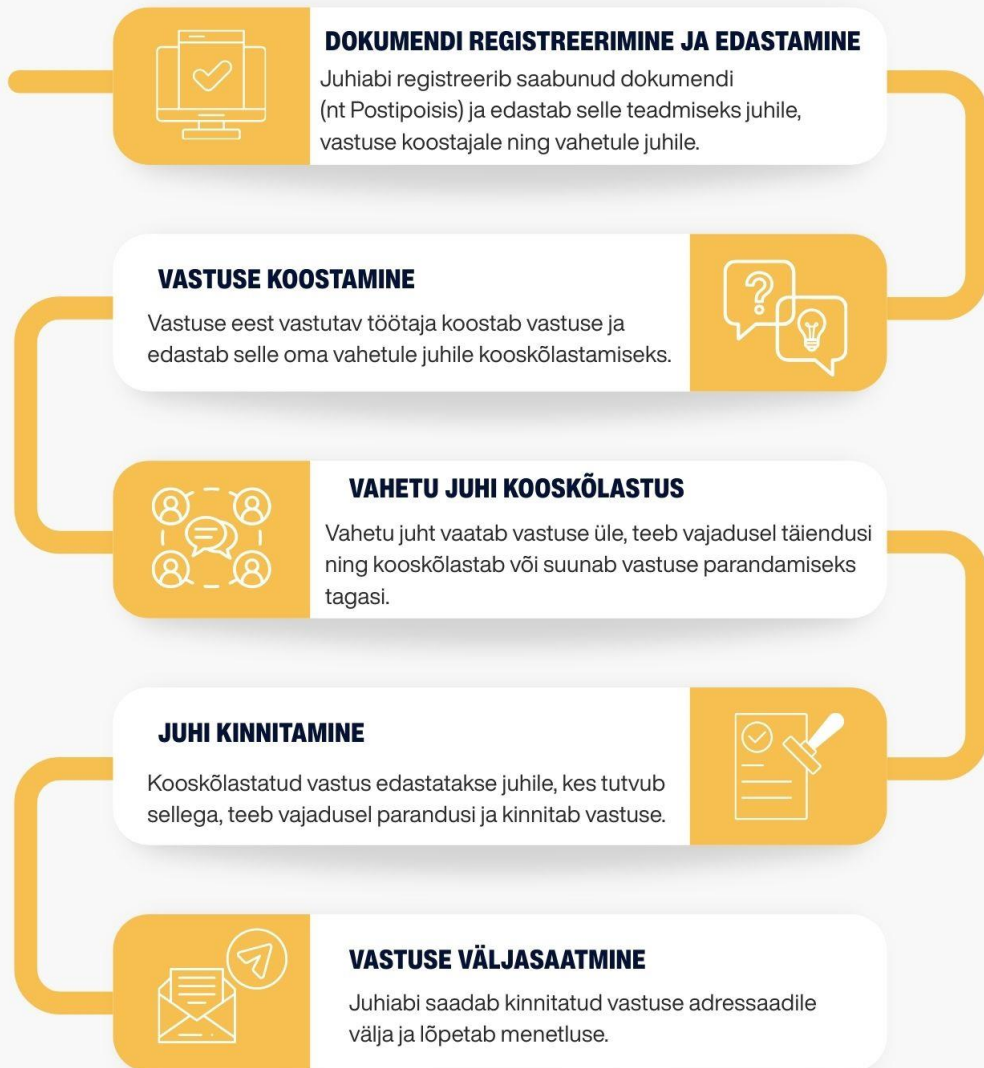 DOKUMENDI REGISTREERIMINE JA EDASTAMINE
Juhiabi registreerib saabunud dokumendi
(nt Postipoisis) ja edastab selle teadmiseks juhile,
vastuse koostajale ning vahetule juhile.
VASTUSE KOOSTAMINE
Vastuse eest vastutav töötaja koostab vastuse ja
edastab selle oma vahetule juhile kooskõlastamiseks.
VAHETU JUHI KOOSKÕLASTUS
Vahetu juht vaatab vastuse üle, teeb vajadusel täiendusi
ning kooskõlastab või suunab vastuse parandamiseks
tagasi.
JUHI KINNITAMINE
Kooskõlastatud vastus edastatakse juhile, kes tutvub
sellega, teeb vajadusel parandusi ja kinnitab vastuse.
VASTUSE VÄLJASAATMINE
Juhiabi saadab kinnitatud vastuse adressaadile
välja ja lõpetab menetluse.